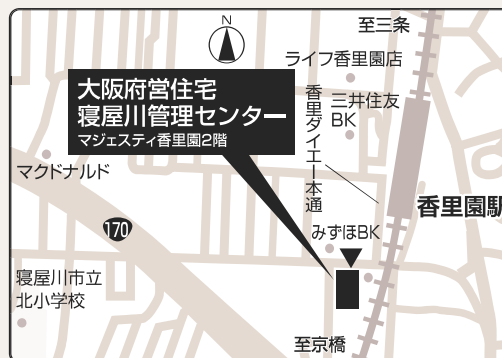 N
至三条
ライフ香里園店
大阪府営住宅
寝屋川管理センター
マジェスティ香里園2階
三井住友
BK
香里ダイエー本通
マクドナルド
香里園駅
170
みずほBK
寝屋川市立
北小学校
至京橋